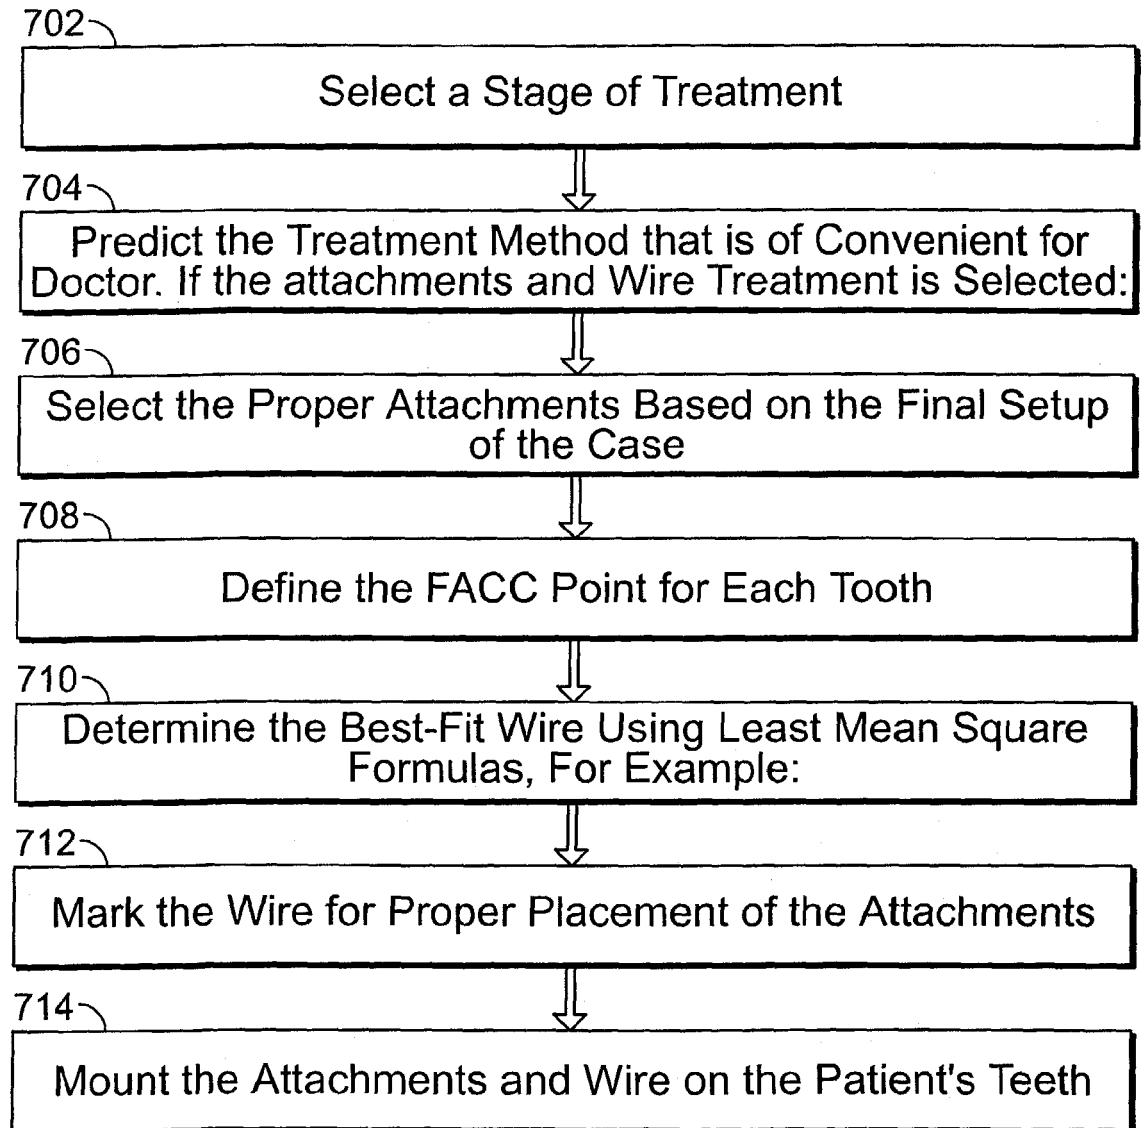 702
Select a Stage of Treatment
704
Predict the Treatment Method that is of Convenient for
Doctor. If the attachments and Wire Treatment is Selected:
706
Select the Proper Attachments Based on the Final Setup
of the Case
708
Define the FACC Point for Each Tooth
710
Determine the Best-Fit Wire Using Least Mean Square
Formulas, For Example:
712
Mark the Wire for Proper Placement of the Attachments
714
Mount the Attachments and Wire on the Patient's Teeth